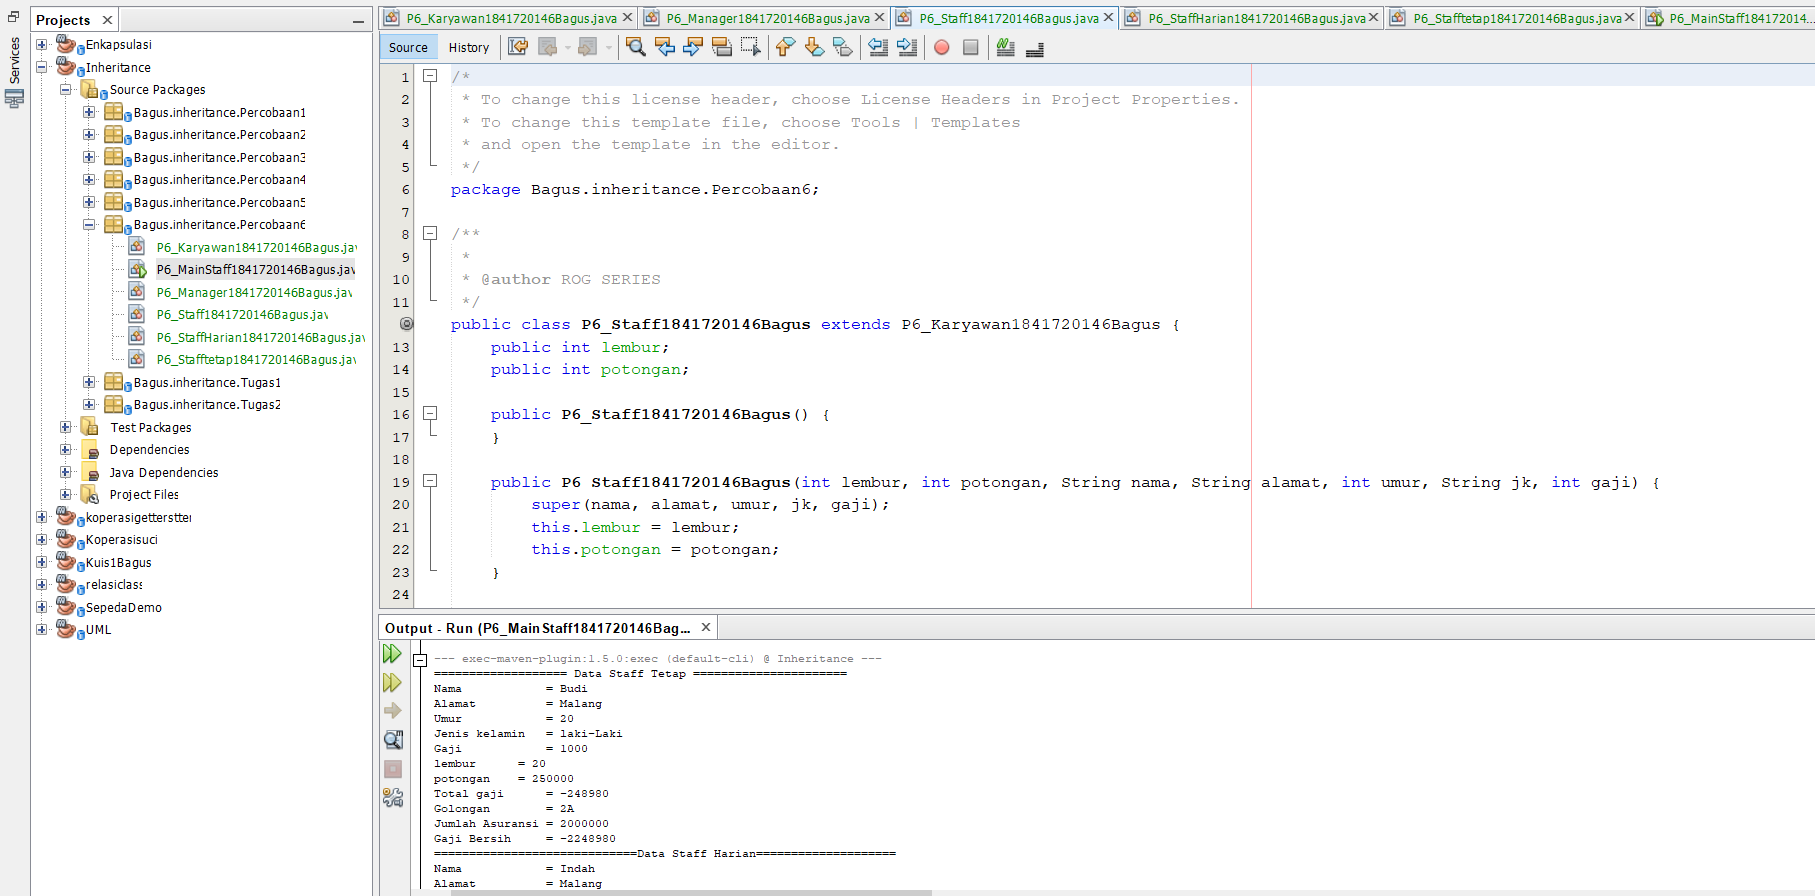 Services
Projects
Enkapsulasi
Inheritance
Source Packages
Bagus.inheritance.Percobaan1
Bagus.inheritance.Percobaan2
Bagus.inheritance.Percobaan3
Bagus.inheritance.Percobaan4
Bagus.inheritance.Percobaan5
Bagus.inheritance.Percobaan6
P6_Karyawan1841720146Bagus.jav
P6_MainStaff1841720146Bagus.jav
P6_Manager1841720146Bagus.jav
P6_Staff1841720146Bagus.jav
P6_StaffHarian1841720146Bagus.jav
P6_Stafftetap1841720146Bagus.jav
Bagus.inheritance.Tugas1
Bagus.inheritance.Tugas2
Test Packages
Dependencies
Java Dependencies
Project Files
koperasigetterstter
Koperasisuci
Kuis1Bagus
relasiclass
SepedaDemo
UML
P6_Karyawan1841720146Bagus.java P6_Manager1841720146Bagus.java P6_Staff1841720146Bagus.java P6_StaffHarian1841720146Bagus.java P6_Stafftetap1841720146Bagus.java P6_MainStaff184172014...
Source History
1 /*
2 * To change this license header, choose License Headers in Project Properties.
3 * To change this template file, choose Tools | Templates
4 * and open the template in the editor.
5 */
6 package Bagus.inheritance.Percobaan6;
7
8 /**
9 *
10 * @author ROG SERIES
11 */
public class P6_Staff1841720146Bagus extends P6_Karyawan1841720146Bagus {
13 public int lembur;
14 public int potongan;
15
16 public P6_Staff1841720146Bagus() {
17 }
18
19 public P6_Staff1841720146Bagus(int lembur, int potongan, String nama, String alamat, int umur, String jk, int gaji) {
20 super(nama, alamat, umur, jk, gaji);
21 this.lembur = lembur;
22 this.potongan = potongan;
23 }
24
Output - Run (P6_MainStaff1841720146Bag...
--- exec-maven-plugin:1.5.0:exec (default-cli) @ Inheritance ---
=================== Data Staff Tetap ======================
Nama = Budi
Alamat = Malang
Umur = 20
Jenis kelamin = laki-Laki
Gaji = 1000
lembur = 20
potongan = 250000
Total gaji = -248980
Golongan = 2A
Jumlah Asuransi = 2000000
Gaji Bersih = -2248980
=============================Data Staff Harian====================
Nama = Indah
Alamat = Malang